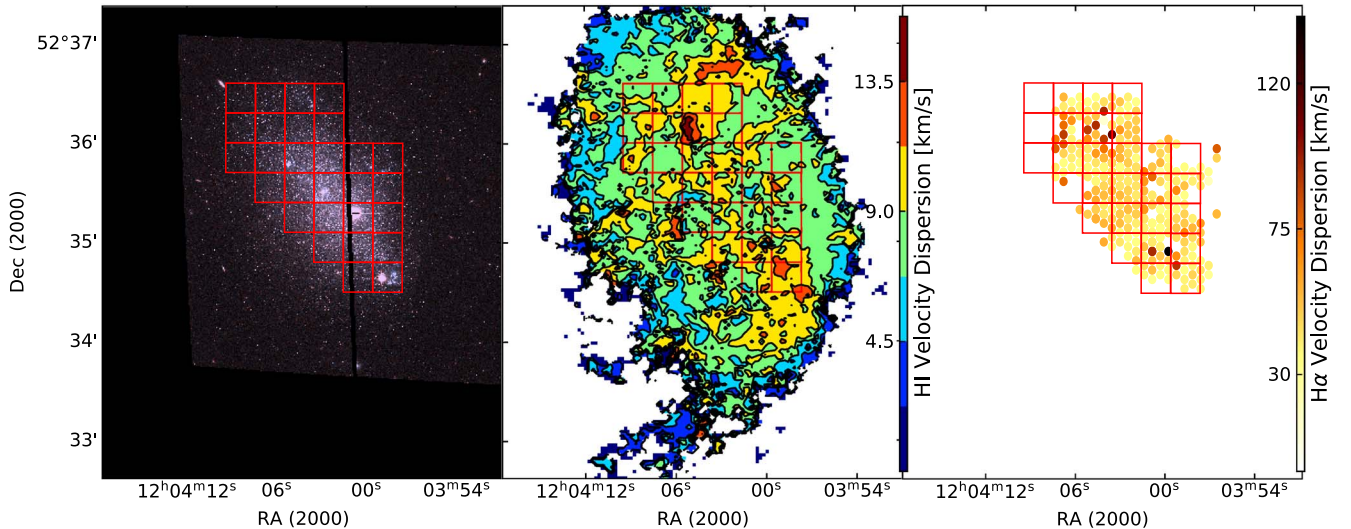 Dec (2000)
52°37'
36'
35'
34'
33'
12ʰ04ᵐ12ˢ 06ˢ 00ˢ 03ᵐ54ˢ
RA (2000)
12ʰ04ᵐ12ˢ 06ˢ 00ˢ 03ᵐ54ˢ
RA (2000)
13.5
9.0
4.5
HI Velocity Dispersion [km/s]
12ʰ04ᵐ12ˢ 06ˢ 00ˢ 03ᵐ54ˢ
RA (2000)
120
75
30
Hα Velocity Dispersion [km/s]